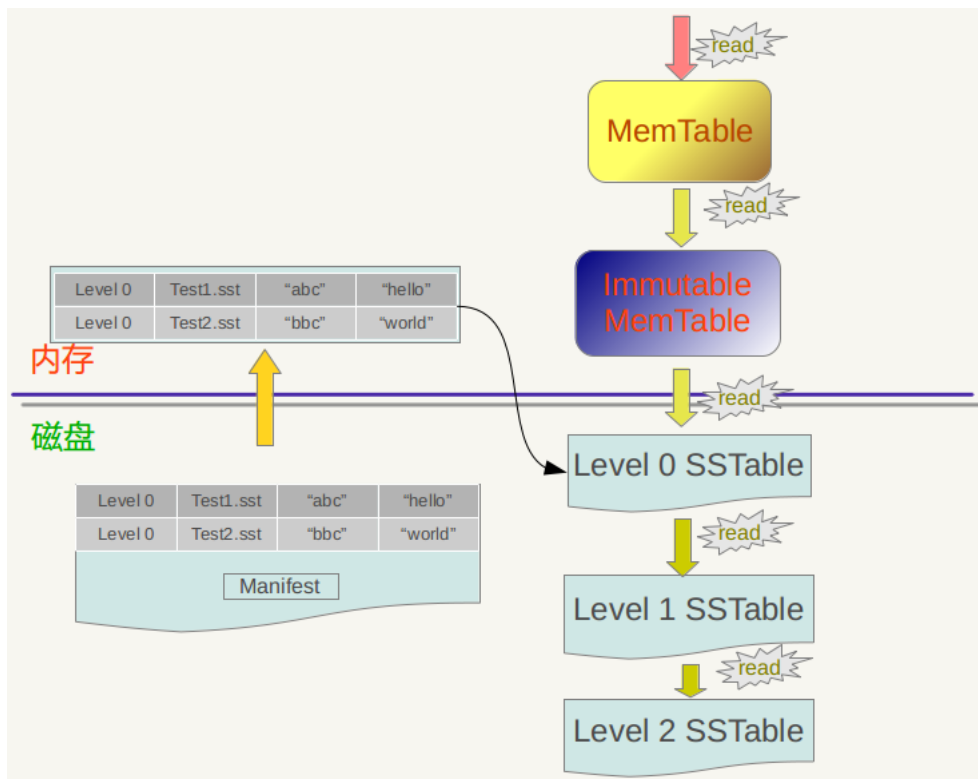 read
MemTable
read
Immutable
MemTable
Level 0 Test1.sst “abc” “hello”
Level 0 Test2.sst “bbc” “world”
内存
read
磁盘
Level 0 SSTable
Level 0 Test1.sst “abc” “hello”
Level 0 Test2.sst “bbc” “world”
Manifest
read
Level 1 SSTable
read
Level 2 SSTable